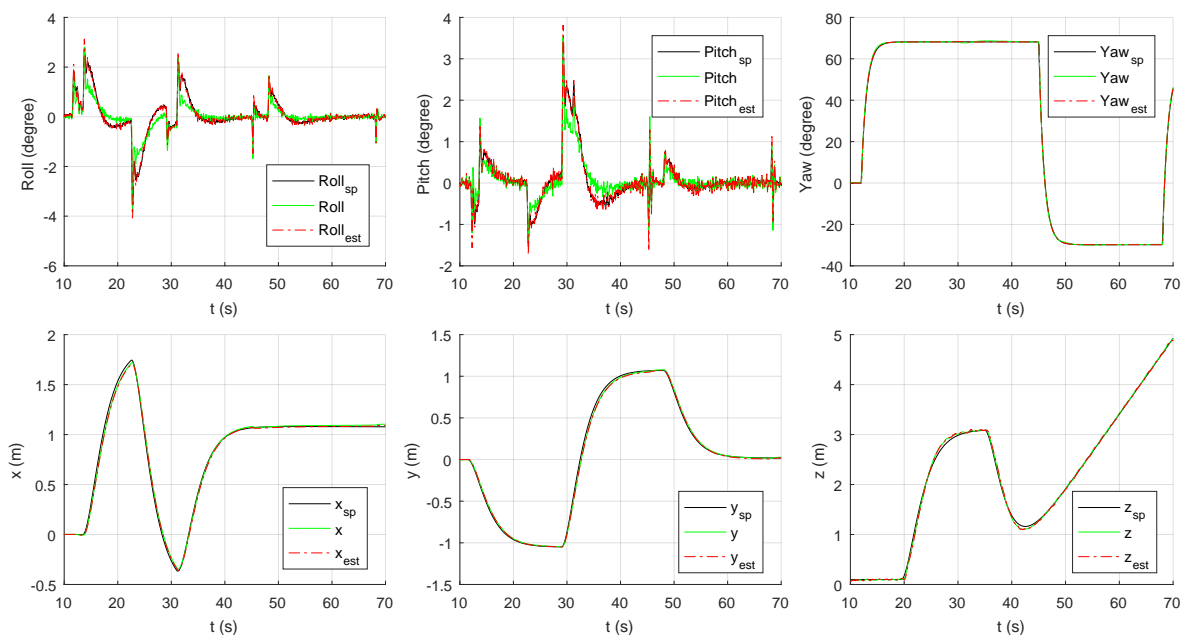 4
2
0
-2
-4
-6
Roll (degree)
10 20 30 40 50 60 70
t (s)
Roll_sp
Roll
Roll_est
4
3
2
1
0
-1
-2
Pitch (degree)
10 20 30 40 50 60 70
t (s)
Pitch_sp
Pitch
Pitch_est
80
60
40
20
0
-20
-40
Yaw (degree)
10 20 30 40 50 60 70
t (s)
Yaw_sp
Yaw
Yaw_est
2
1.5
1
0.5
0
-0.5
x (m)
10 20 30 40 50 60 70
t (s)
x_sp
x
x_est
1.5
1
0.5
0
-0.5
-1
-1.5
y (m)
10 20 30 40 50 60 70
t (s)
y_sp
y
y_est
5
4
3
2
1
0
z (m)
10 20 30 40 50 60 70
t (s)
z_sp
z
z_est